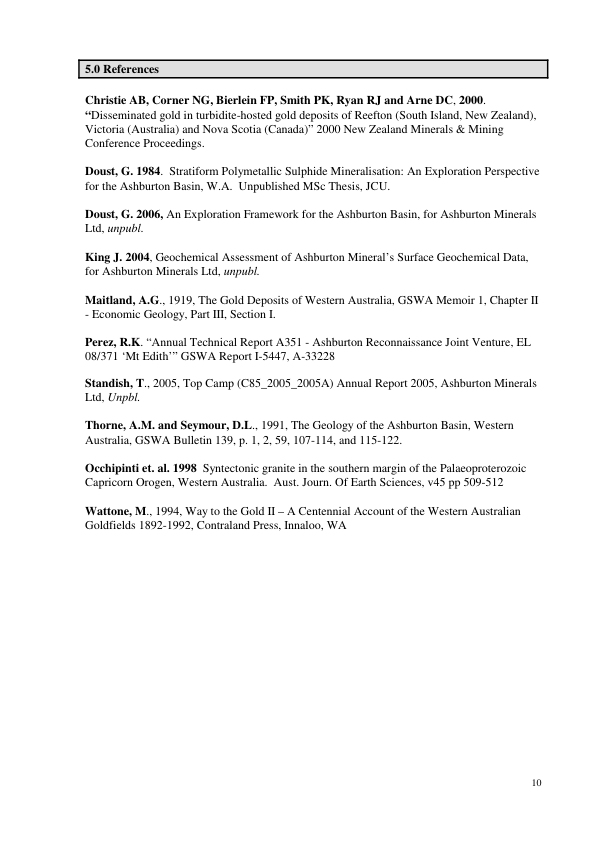 5.0 References
Christie AB, Corner NG, Bierlein FP, Smith PK, Ryan RJ and Arne DC, 2000.
“Disseminated gold in turbidite-hosted gold deposits of Reefton (South Island, New Zealand),
Victoria (Australia) and Nova Scotia (Canada)” 2000 New Zealand Minerals & Mining
Conference Proceedings.
Doust, G. 1984. Stratiform Polymetallic Sulphide Mineralisation: An Exploration Perspective
for the Ashburton Basin, W.A. Unpublished MSc Thesis, JCU.
Doust, G. 2006, An Exploration Framework for the Ashburton Basin, for Ashburton Minerals
Ltd, unpubl.
King J. 2004, Geochemical Assessment of Ashburton Mineral’s Surface Geochemical Data,
for Ashburton Minerals Ltd, unpubl.
Maitland, A.G., 1919, The Gold Deposits of Western Australia, GSWA Memoir 1, Chapter II
- Economic Geology, Part III, Section I.
Perez, R.K. “Annual Technical Report A351 - Ashburton Reconnaissance Joint Venture, EL
08/371 ‘Mt Edith’” GSWA Report I-5447, A-33228
Standish, T., 2005, Top Camp (C85_2005_2005A) Annual Report 2005, Ashburton Minerals
Ltd, Unpbl.
Thorne, A.M. and Seymour, D.L., 1991, The Geology of the Ashburton Basin, Western
Australia, GSWA Bulletin 139, p. 1, 2, 59, 107-114, and 115-122.
Occhipinti et. al. 1998 Syntectonic granite in the southern margin of the Palaeoproterozoic
Capricorn Orogen, Western Australia. Aust. Journ. Of Earth Sciences, v45 pp 509-512
Wattone, M., 1994, Way to the Gold II – A Centennial Account of the Western Australian
Goldfields 1892-1992, Contraland Press, Innaloo, WA
10